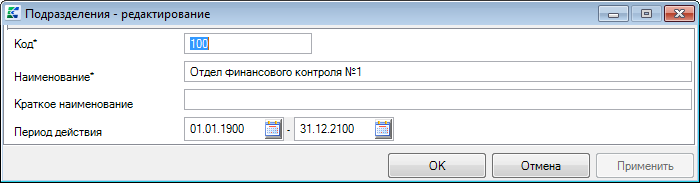 Подразделения - редактирование
Код* 100
Наименование* Отдел финансового контроля №1
Краткое наименование
Период действия 01.01.1900 - 31.12.2100
OK Отмена Применить